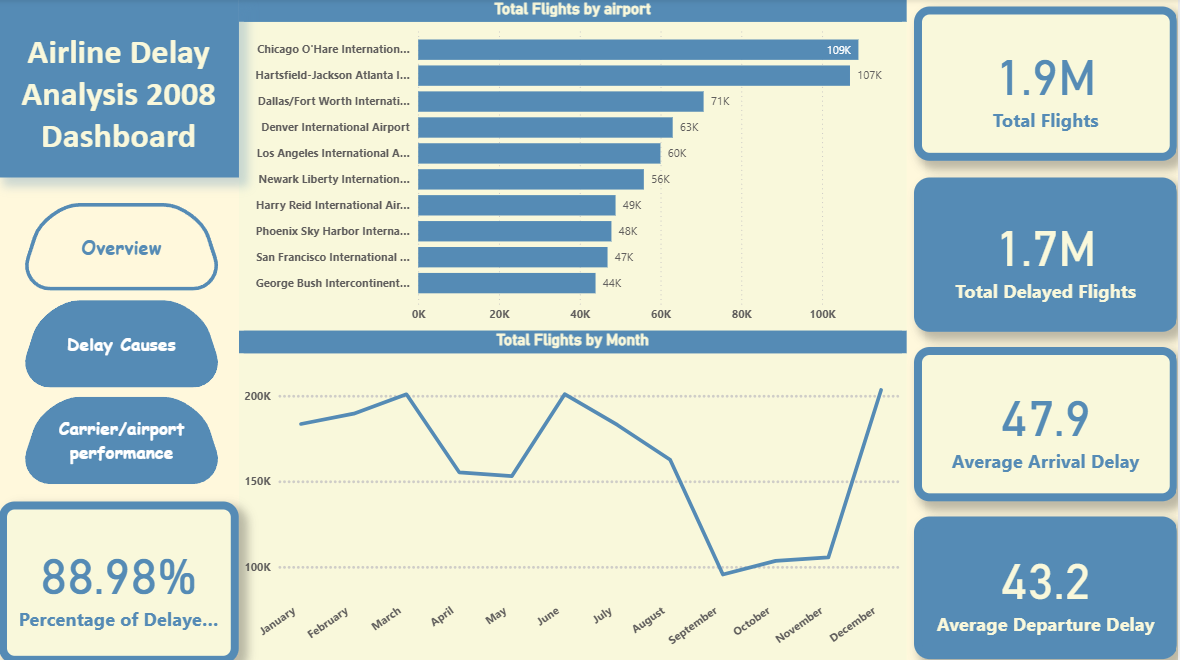 Airline Delay
Analysis 2008
Dashboard
Overview
Delay Causes
Carrier/airport
performance
88.98%
Percentage of Delaye...
Total Flights by airport
Chicago O'Hare Internation...
109K
Hartsfield-Jackson Atlanta I...
107K
Dallas/Fort Worth Internati...
71K
Denver International Airport
63K
Los Angeles International A...
60K
Newark Liberty Internation...
56K
Harry Reid International Air...
49K
Phoenix Sky Harbor Interna...
48K
San Francisco International ...
47K
George Bush Intercontinent...
44K
0K 20K 40K 60K 80K 100K
Total Flights by Month
200K
150K
100K
January February March April May June July August September October November December
1.9M
Total Flights
1.7M
Total Delayed Flights
47.9
Average Arrival Delay
43.2
Average Departure Delay